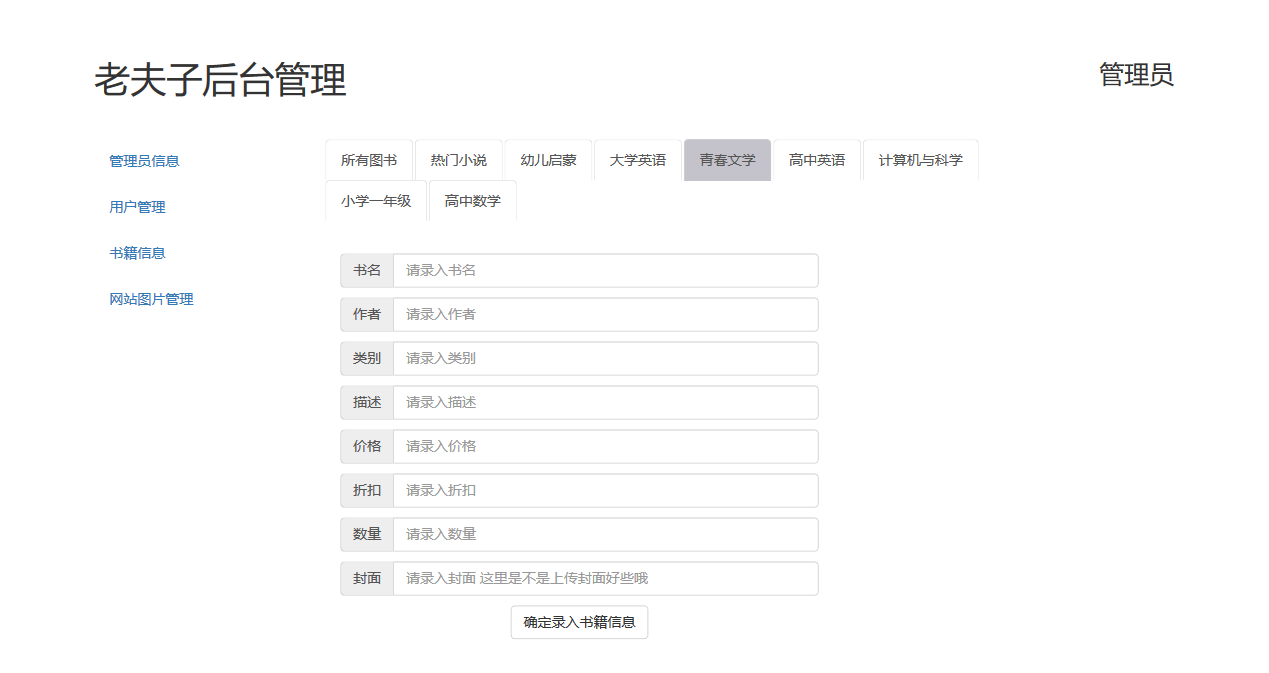 老夫子后台管理
管理员
管理员信息
用户管理
书籍信息
网站图片管理
所有图书 热门小说 幼儿启蒙 大学英语 青春文学 高中英语 计算机与科学
小学一年级 高中数学
书名 请录入书名
作者 请录入作者
类别 请录入类别
描述 请录入描述
价格 请录入价格
折扣 请录入折扣
数量 请录入数量
封面 请录入封面 这里是不是上传封面好些哦
确定录入书籍信息